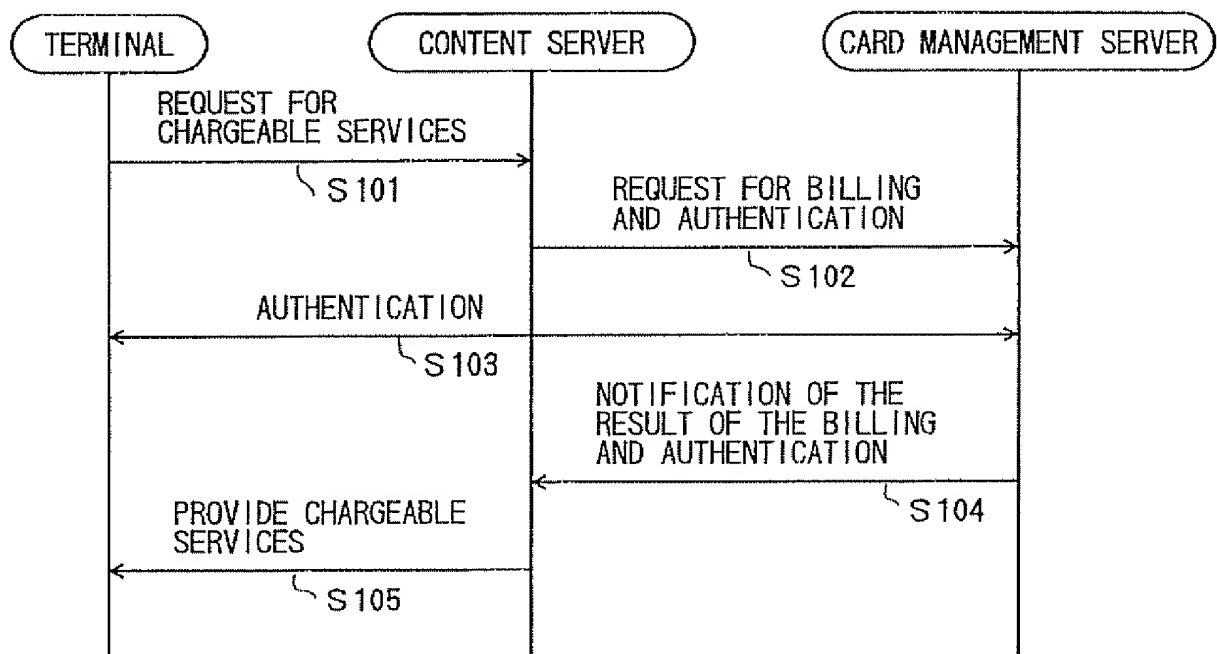 TERMINAL
CONTENT SERVER
CARD MANAGEMENT SERVER
REQUEST FOR
CHARGEABLE SERVICES
S101
REQUEST FOR BILLING
AND AUTHENTICATION
S102
AUTHENTICATION
S103
NOTIFICATION OF THE
RESULT OF THE BILLING
AND AUTHENTICATION
S104
PROVIDE CHARGEABLE
SERVICES
S105